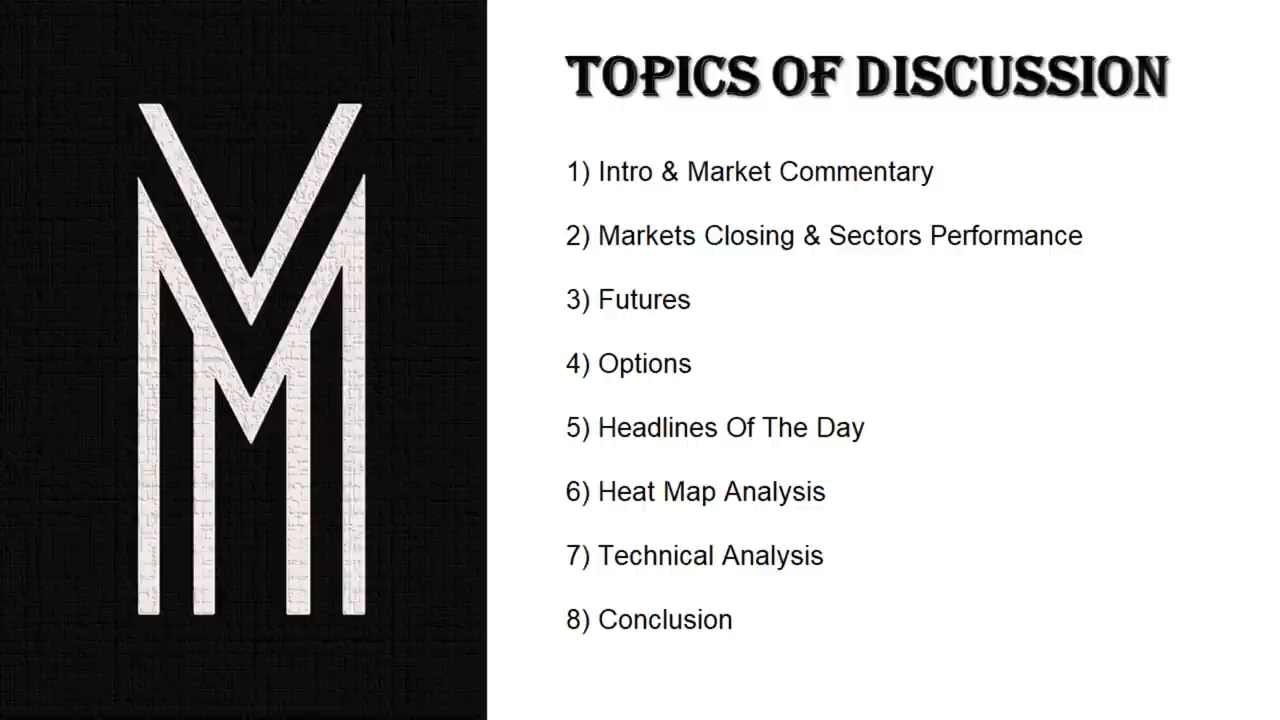 TOPICS OF DISCUSSION
1) Intro & Market Commentary
2) Markets Closing & Sectors Performance
3) Futures
4) Options
5) Headlines Of The Day
6) Heat Map Analysis
7) Technical Analysis
8) Conclusion